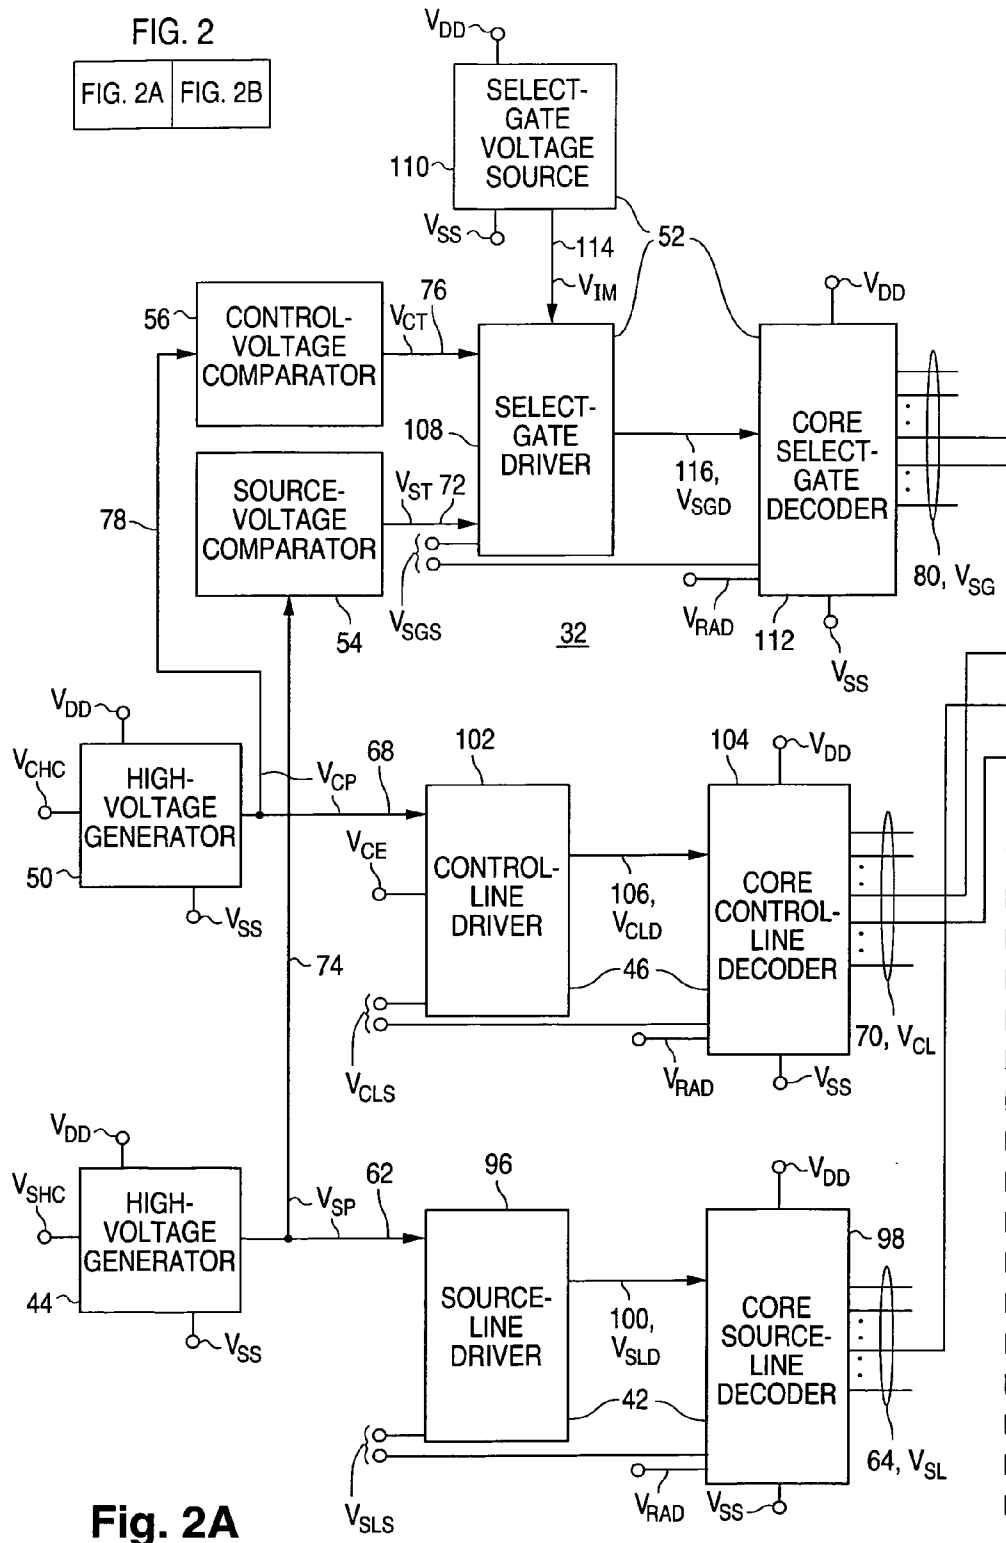 FIG. 2
FIG. 2A
FIG. 2B
VDD
SELECT-
GATE
VOLTAGE
SOURCE
110
VSS
114
52
VIM
VDD
56
CONTROL-
VOLTAGE
COMPARATOR
VCT
76
108
SELECT-
GATE
DRIVER
CORE
SELECT-
GATE
DECODER
116,
VSGD
78
SOURCE-
VOLTAGE
COMPARATOR
VST
72
VSGS
54
32
VRAD
112
80, VSG
VSS
VDD
VCHC
HIGH-
VOLTAGE
GENERATOR
50
VSS
VCP
68
102
104
VDD
VCE
CONTROL-
LINE
DRIVER
106,
VCLD
CORE
CONTROL-
LINE
DECODER
74
46
VCLS
VRAD
VSS
70, VCL
VDD
VSHC
HIGH-
VOLTAGE
GENERATOR
44
VSS
VSP
62
96
VDD
98
SOURCE-
LINE
DRIVER
100,
VSLD
CORE
SOURCE-
LINE
DECODER
42
64, VSL
VSLS
VRAD
VSS
Fig. 2A